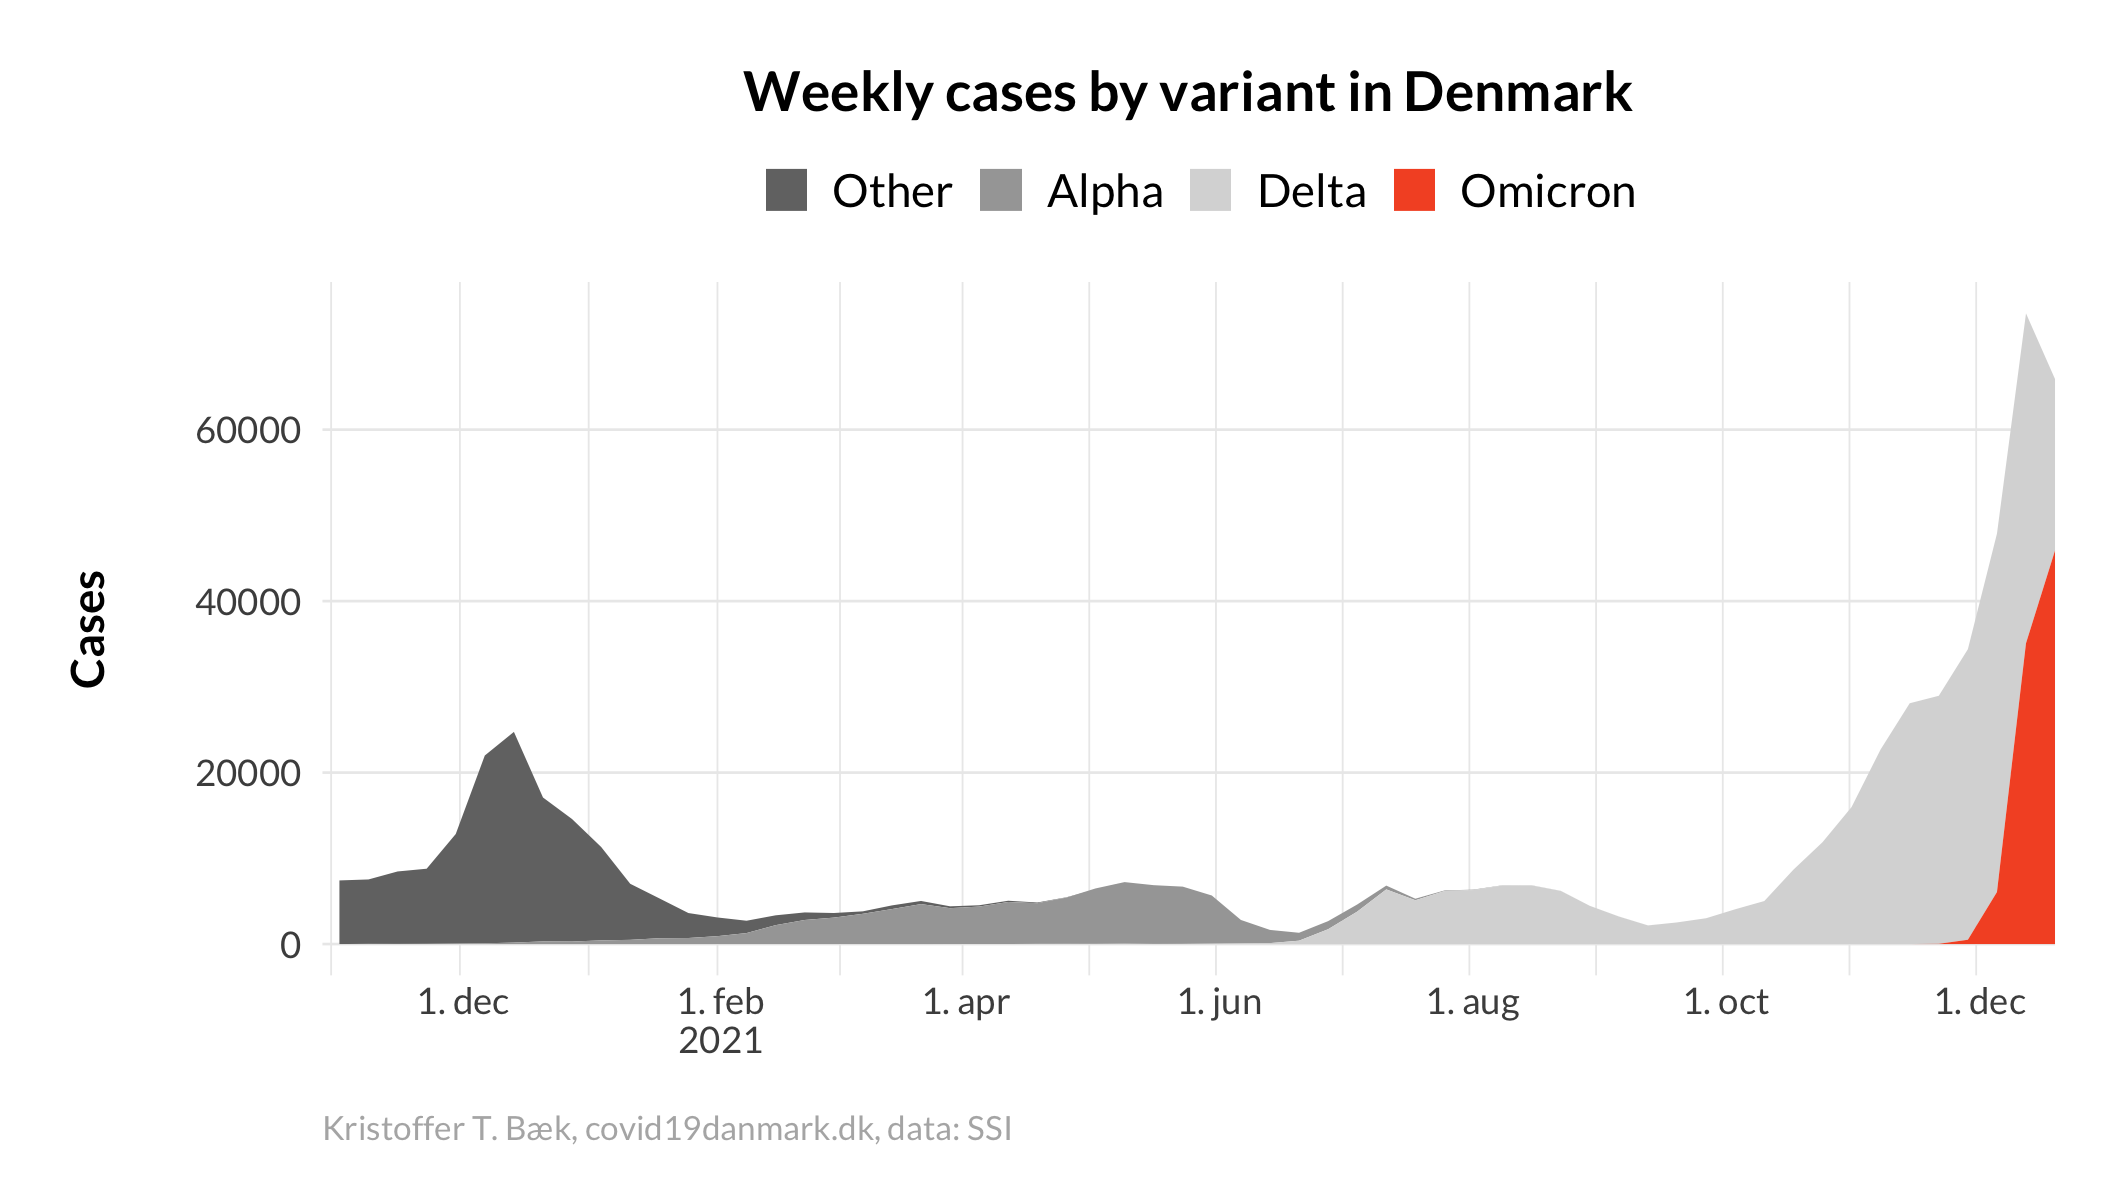 Weekly cases by variant in Denmark
Other Alpha Delta Omicron
Cases
60000
40000
20000
0
1. dec 1. feb 1. apr 1. jun 1. aug 1. oct 1. dec
2021
Kristoffer T. Bæk, covid19danmark.dk, data: SSI